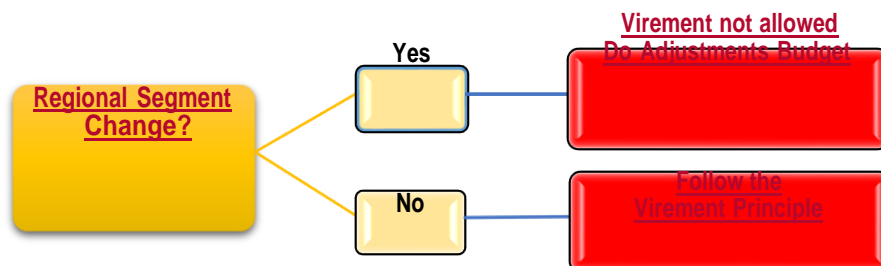 Regional Segment
Change?
Yes
Virement not allowed
Do Adjustments Budget
No
Follow the
Virement Principle